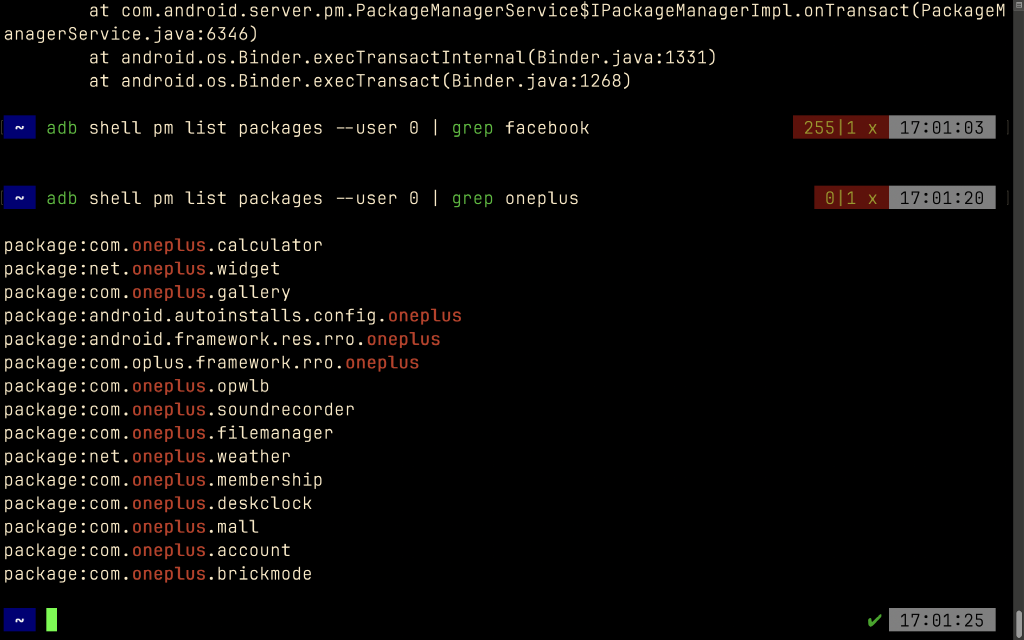 at com.android.server.pm.PackageManagerService$IPackageManagerImpl.onTransact(PackageM
anagerService.java:6346)
        at android.os.Binder.execTransactInternal(Binder.java:1331)
        at android.os.Binder.execTransact(Binder.java:1268)
~ adb shell pm list packages --user 0 | grep facebook 255|1 x 17:01:03
~ adb shell pm list packages --user 0 | grep oneplus 0|1 x 17:01:20
package:com.oneplus.calculator
package:net.oneplus.widget
package:com.oneplus.gallery
package:android.autoinstalls.config.oneplus
package:android.framework.res.rro.oneplus
package:com.oplus.framework.rro.oneplus
package:com.oneplus.opwlb
package:com.oneplus.soundrecorder
package:com.oneplus.filemanager
package:net.oneplus.weather
package:com.oneplus.membership
package:com.oneplus.deskclock
package:com.oneplus.mall
package:com.oneplus.account
package:com.oneplus.brickmode
~ ✔ 17:01:25